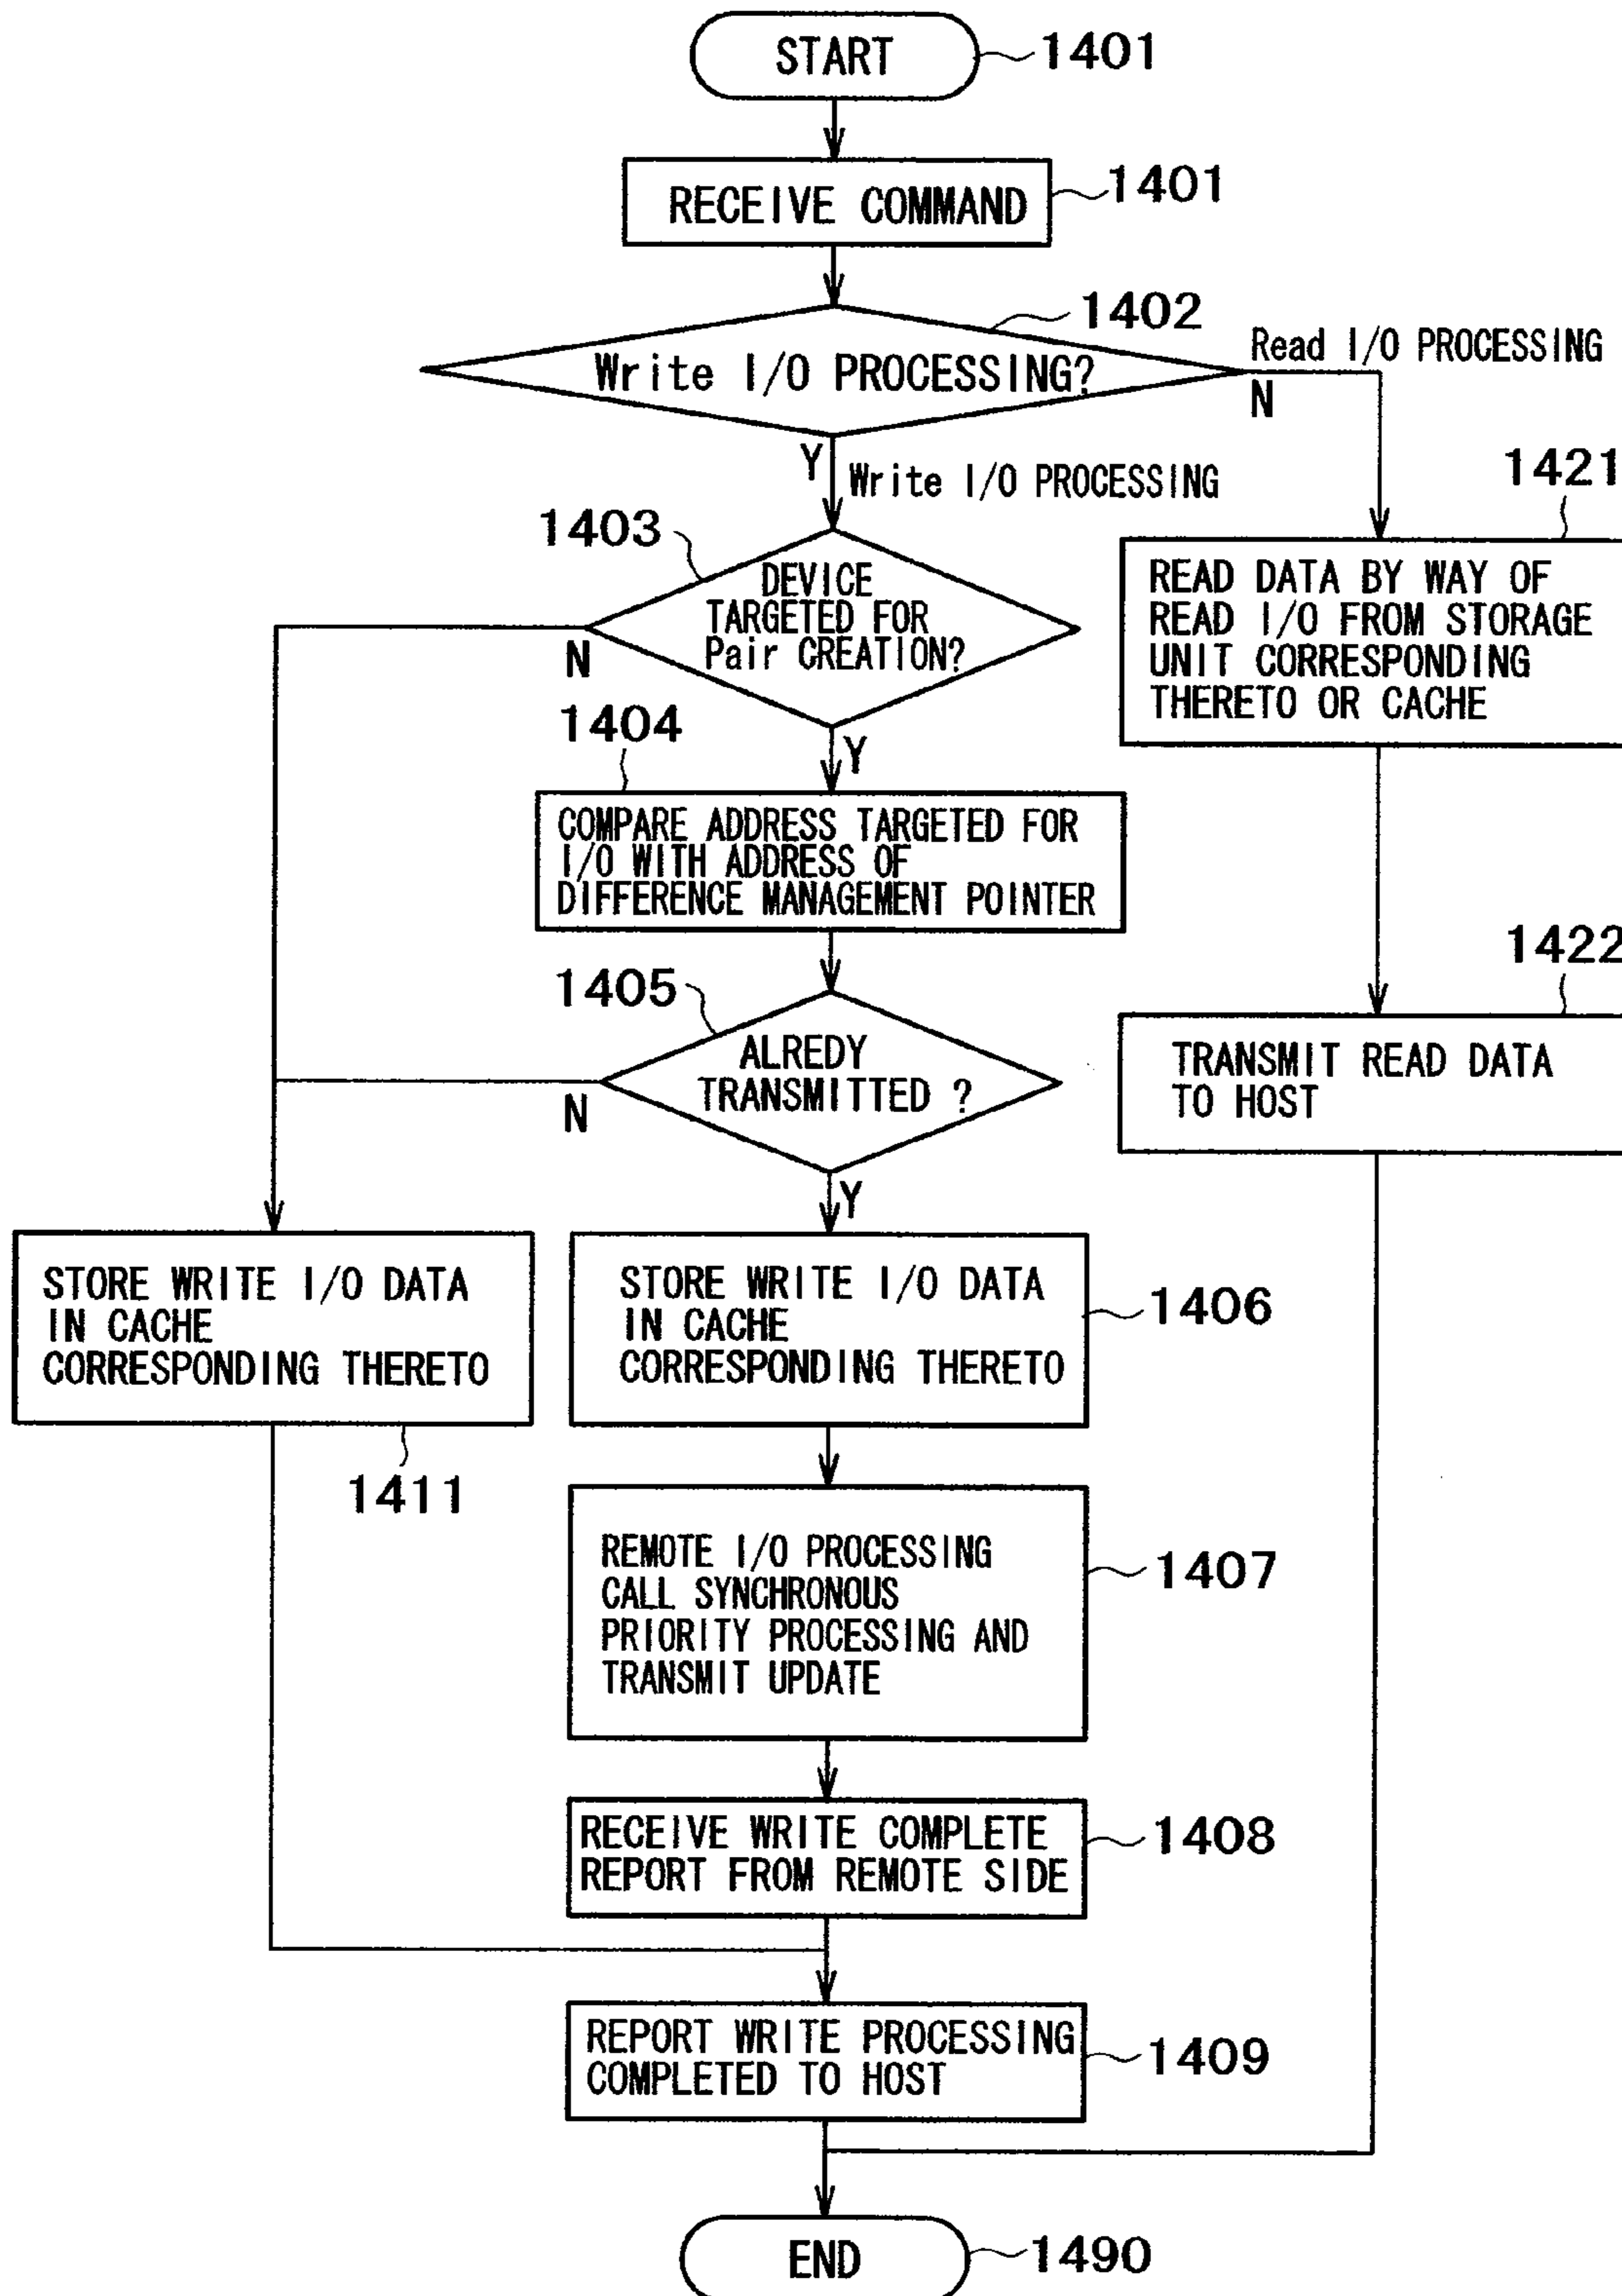 START
1401
RECEIVE COMMAND
1401
1402
Write I/O PROCESSING?
Read I/O PROCESSING
N
Y
Write I/O PROCESSING
1403
DEVICE
TARGETED FOR
Pair CREATION?
N
Y
1421
READ DATA BY WAY OF
READ I/O FROM STORAGE
UNIT CORRESPONDING
THERETO OR CACHE
1404
COMPARE ADDRESS TARGETED FOR
I/O WITH ADDRESS OF
DIFFERENCE MANAGEMENT POINTER
1405
ALREDY
TRANSMITTED ?
N
Y
1422
TRANSMIT READ DATA
TO HOST
STORE WRITE I/O DATA
IN CACHE
CORRESPONDING THERETO
1411
STORE WRITE I/O DATA
IN CACHE
CORRESPONDING THERETO
1406
REMOTE I/O PROCESSING
CALL SYNCHRONOUS
PRIORITY PROCESSING AND
TRANSMIT UPDATE
1407
RECEIVE WRITE COMPLETE
REPORT FROM REMOTE SIDE
1408
REPORT WRITE PROCESSING
COMPLETED TO HOST
1409
END
1490